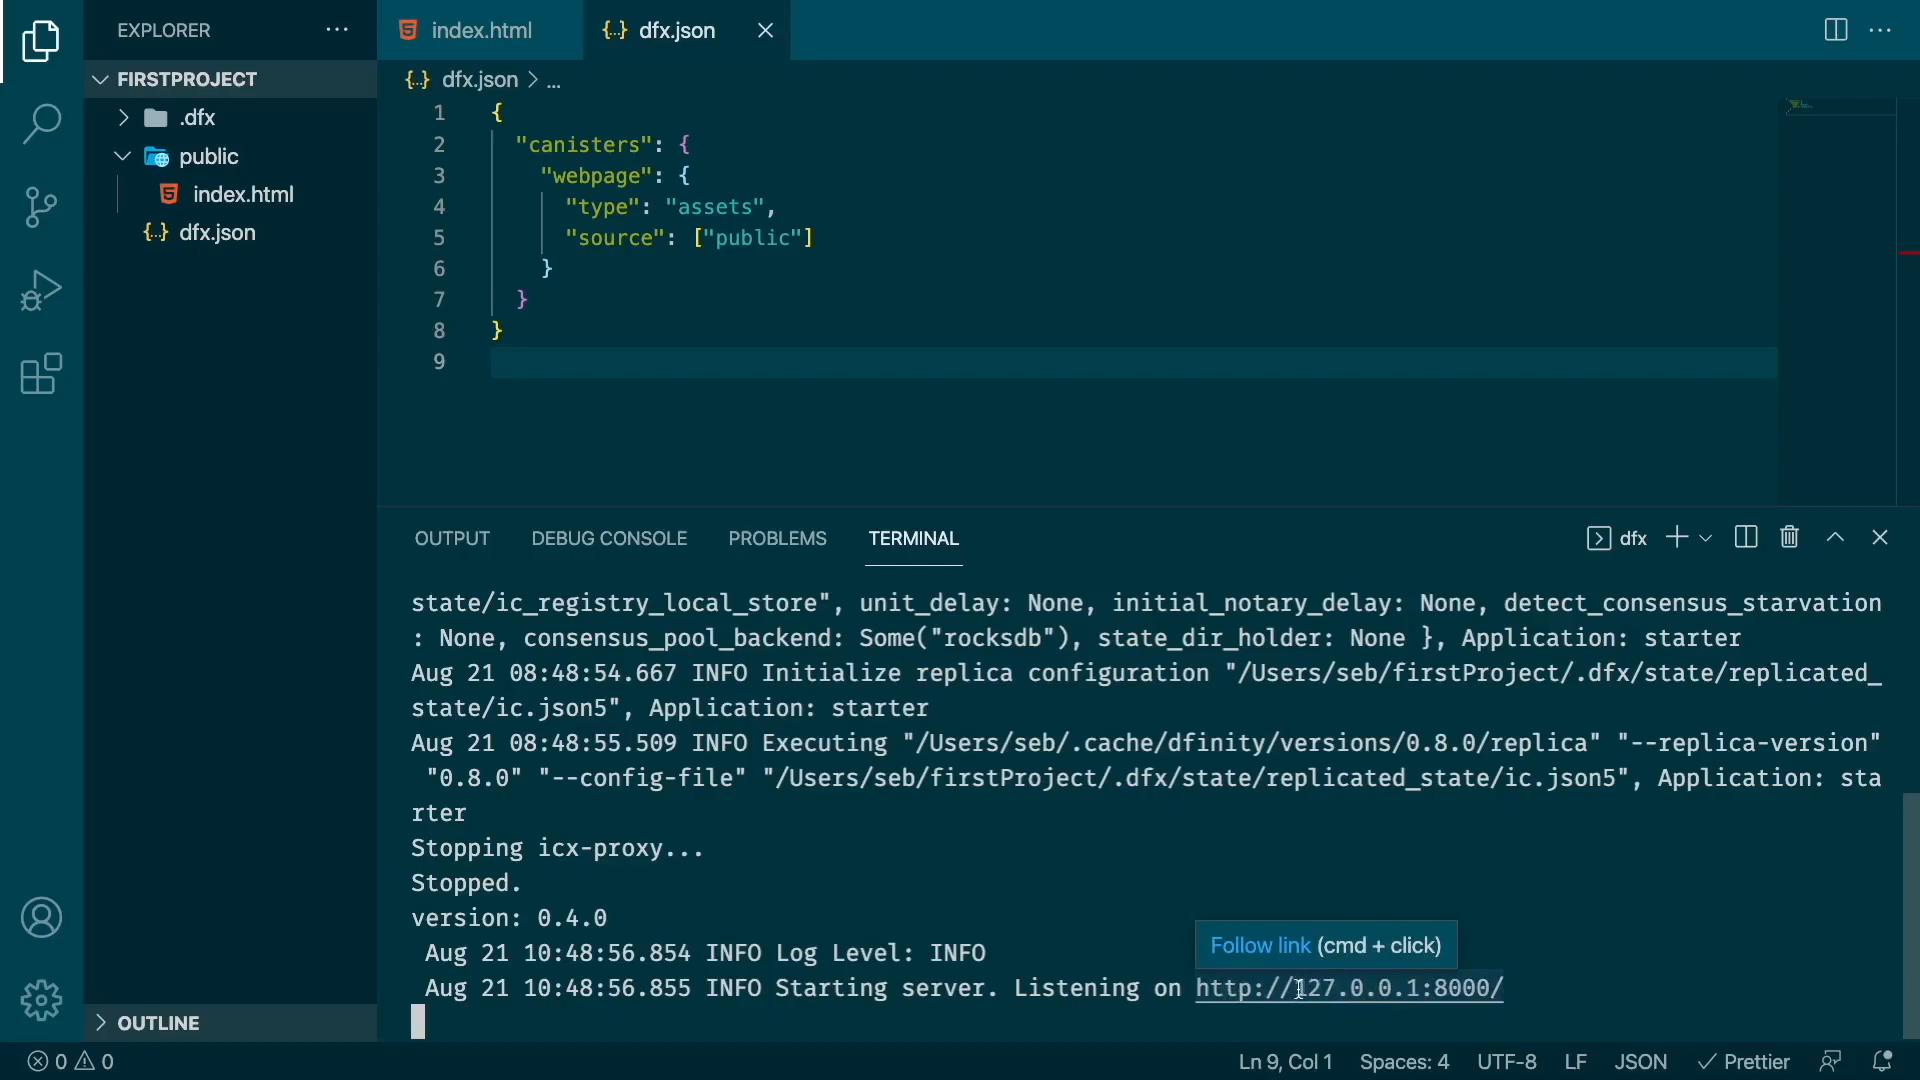 EXPLORER
index.html
dfx.json
FIRSTPROJECT
.dfx
public
index.html
dfx.json
OUTLINE
dfx.json > ...
1 {
2 "canisters": {
3 "webpage": {
4 "type": "assets",
5 "source": ["public"]
6 }
7 }
8 }
9
OUTPUT DEBUG CONSOLE PROBLEMS TERMINAL dfx
state/ic_registry_local_store", unit_delay: None, initial_notary_delay: None, detect_consensus_starvation
: None, consensus_pool_backend: Some("rocksdb"), state_dir_holder: None }, Application: starter
Aug 21 08:48:54.667 INFO Initialize replica configuration "/Users/seb/firstProject/.dfx/state/replicated_
state/ic.json5", Application: starter
Aug 21 08:48:55.509 INFO Executing "/Users/seb/.cache/dfinity/versions/0.8.0/replica" "--replica-version"
"0.8.0" "--config-file" "/Users/seb/firstProject/.dfx/state/replicated_state/ic.json5", Application: sta
rter
Stopping icx-proxy...
Stopped.
version: 0.4.0
Follow link (cmd + click)
Aug 21 10:48:56.854 INFO Log Level: INFO
Aug 21 10:48:56.855 INFO Starting server. Listening on http://127.0.0.1:8000/
0 0 Ln 9, Col 1 Spaces: 4 UTF-8 LF JSON Prettier